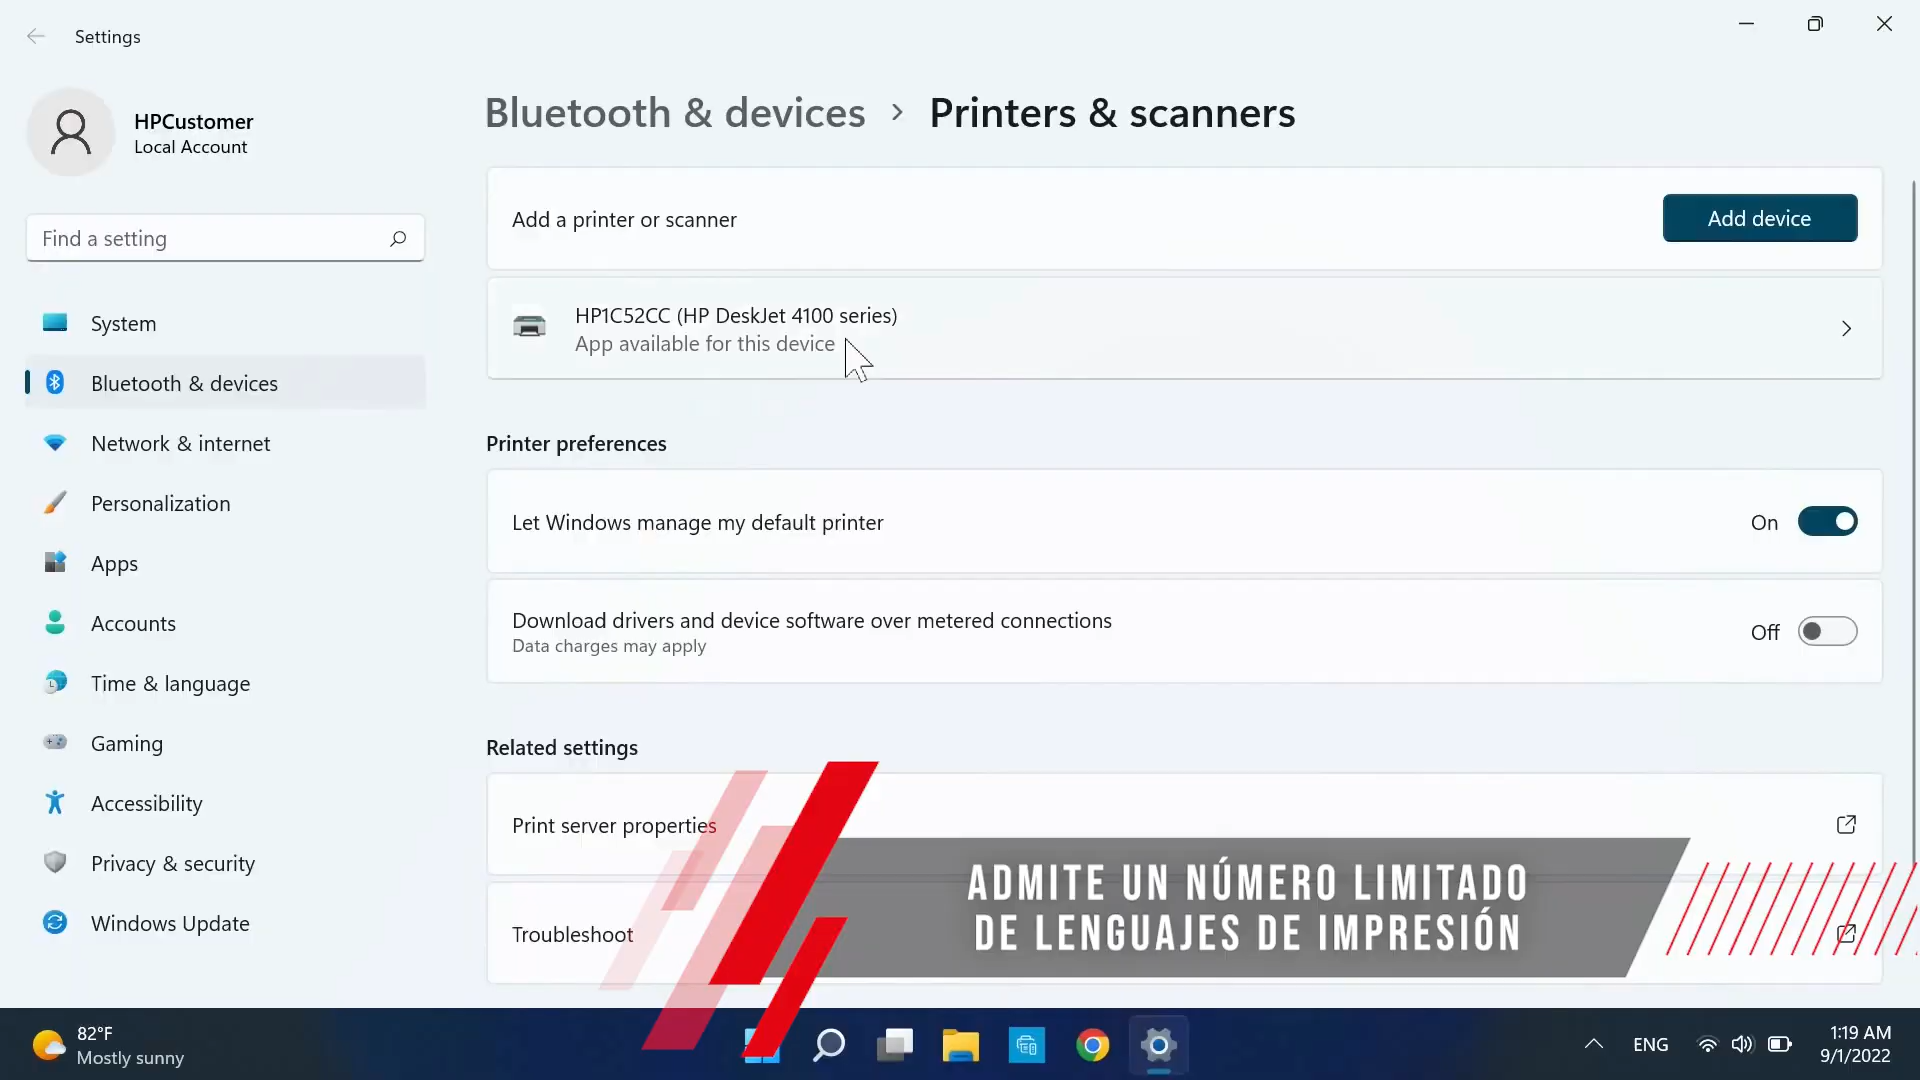 Settings
HPCustomer
Local Account
Find a setting
System
Bluetooth & devices
Network & internet
Personalization
Apps
Accounts
Time & language
Gaming
Accessibility
Privacy & security
Windows Update
Bluetooth & devices > Printers & scanners
Add a printer or scanner
Add device
HP1C52CC (HP DeskJet 4100 series)
App available for this device
Printer preferences
Let Windows manage my default printer
On
Download drivers and device software over metered connections
Data charges may apply
Off
Related settings
Print server properties
Troubleshoot
ADMITE UN NÚMERO LIMITADO
DE LENGUAJES DE IMPRESIÓN
82°F
Mostly sunny
ENG
1:19 AM
9/1/2022